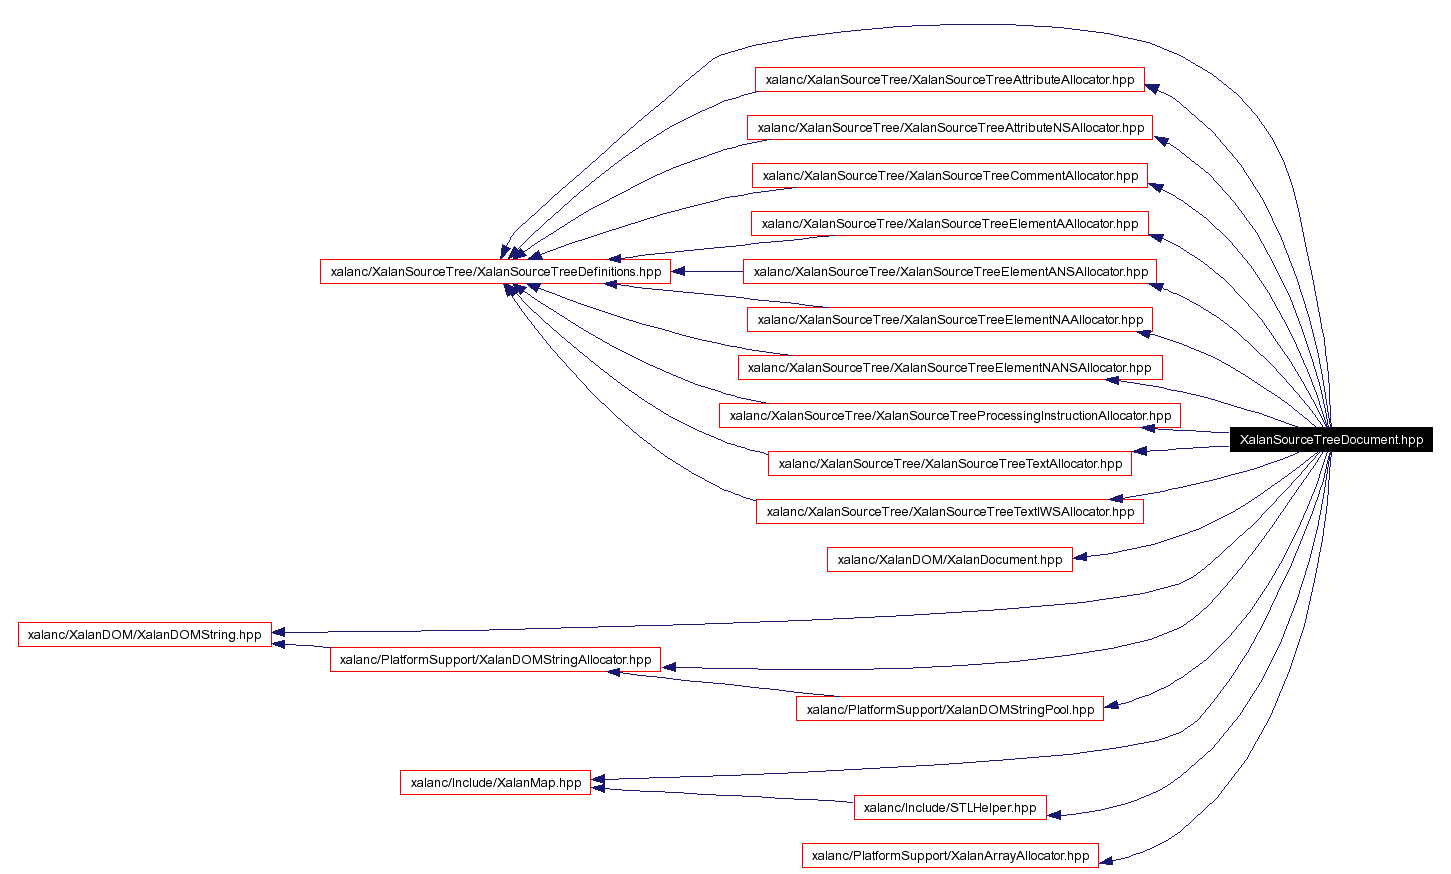 xalanc/XalanSourceTree/XalanSourceTreeAttributeAllocator.hpp
xalanc/XalanSourceTree/XalanSourceTreeAttributeNSAllocator.hpp
xalanc/XalanSourceTree/XalanSourceTreeCommentAllocator.hpp
xalanc/XalanSourceTree/XalanSourceTreeElementAAllocator.hpp
xalanc/XalanSourceTree/XalanSourceTreeDefinitions.hpp
xalanc/XalanSourceTree/XalanSourceTreeElementANSAllocator.hpp
xalanc/XalanSourceTree/XalanSourceTreeElementNAAllocator.hpp
xalanc/XalanSourceTree/XalanSourceTreeElementNANSAllocator.hpp
xalanc/XalanSourceTree/XalanSourceTreeProcessingInstructionAllocator.hpp
XalanSourceTreeDocument.hpp
xalanc/XalanSourceTree/XalanSourceTreeTextAllocator.hpp
xalanc/XalanSourceTree/XalanSourceTreeTextIWSAllocator.hpp
xalanc/XalanDOM/XalanDocument.hpp
xalanc/XalanDOM/XalanDOMString.hpp
xalanc/PlatformSupport/XalanDOMStringAllocator.hpp
xalanc/PlatformSupport/XalanDOMStringPool.hpp
xalanc/Include/XalanMap.hpp
xalanc/Include/STLHelper.hpp
xalanc/PlatformSupport/XalanArrayAllocator.hpp